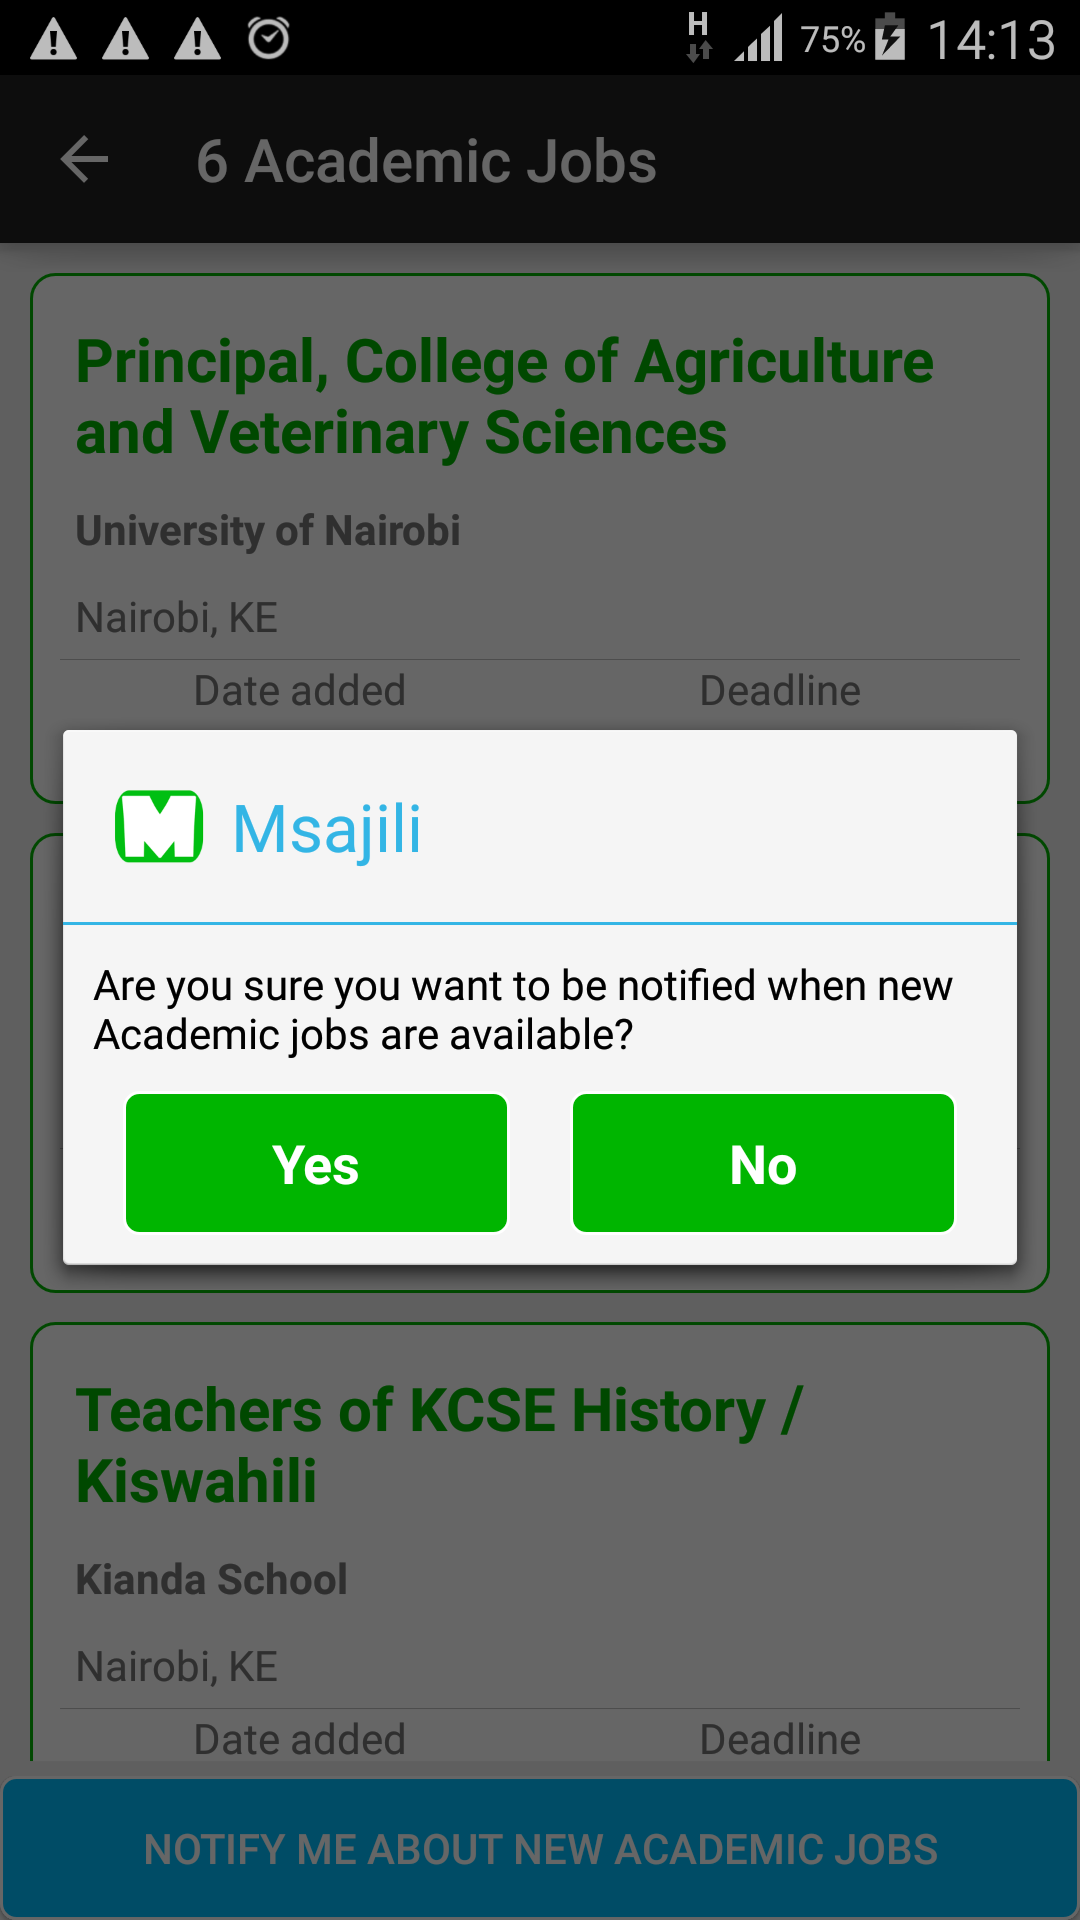 H 75% 14:13
6 Academic Jobs
Principal, College of Agriculture
and Veterinary Sciences
University of Nairobi
Nairobi, KE
Date added Deadline
M Msajili
Are you sure you want to be notified when new
Academic jobs are available?
Yes No
Teachers of KCSE History /
Kiswahili
Kianda School
Nairobi, KE
Date added Deadline
NOTIFY ME ABOUT NEW ACADEMIC JOBS